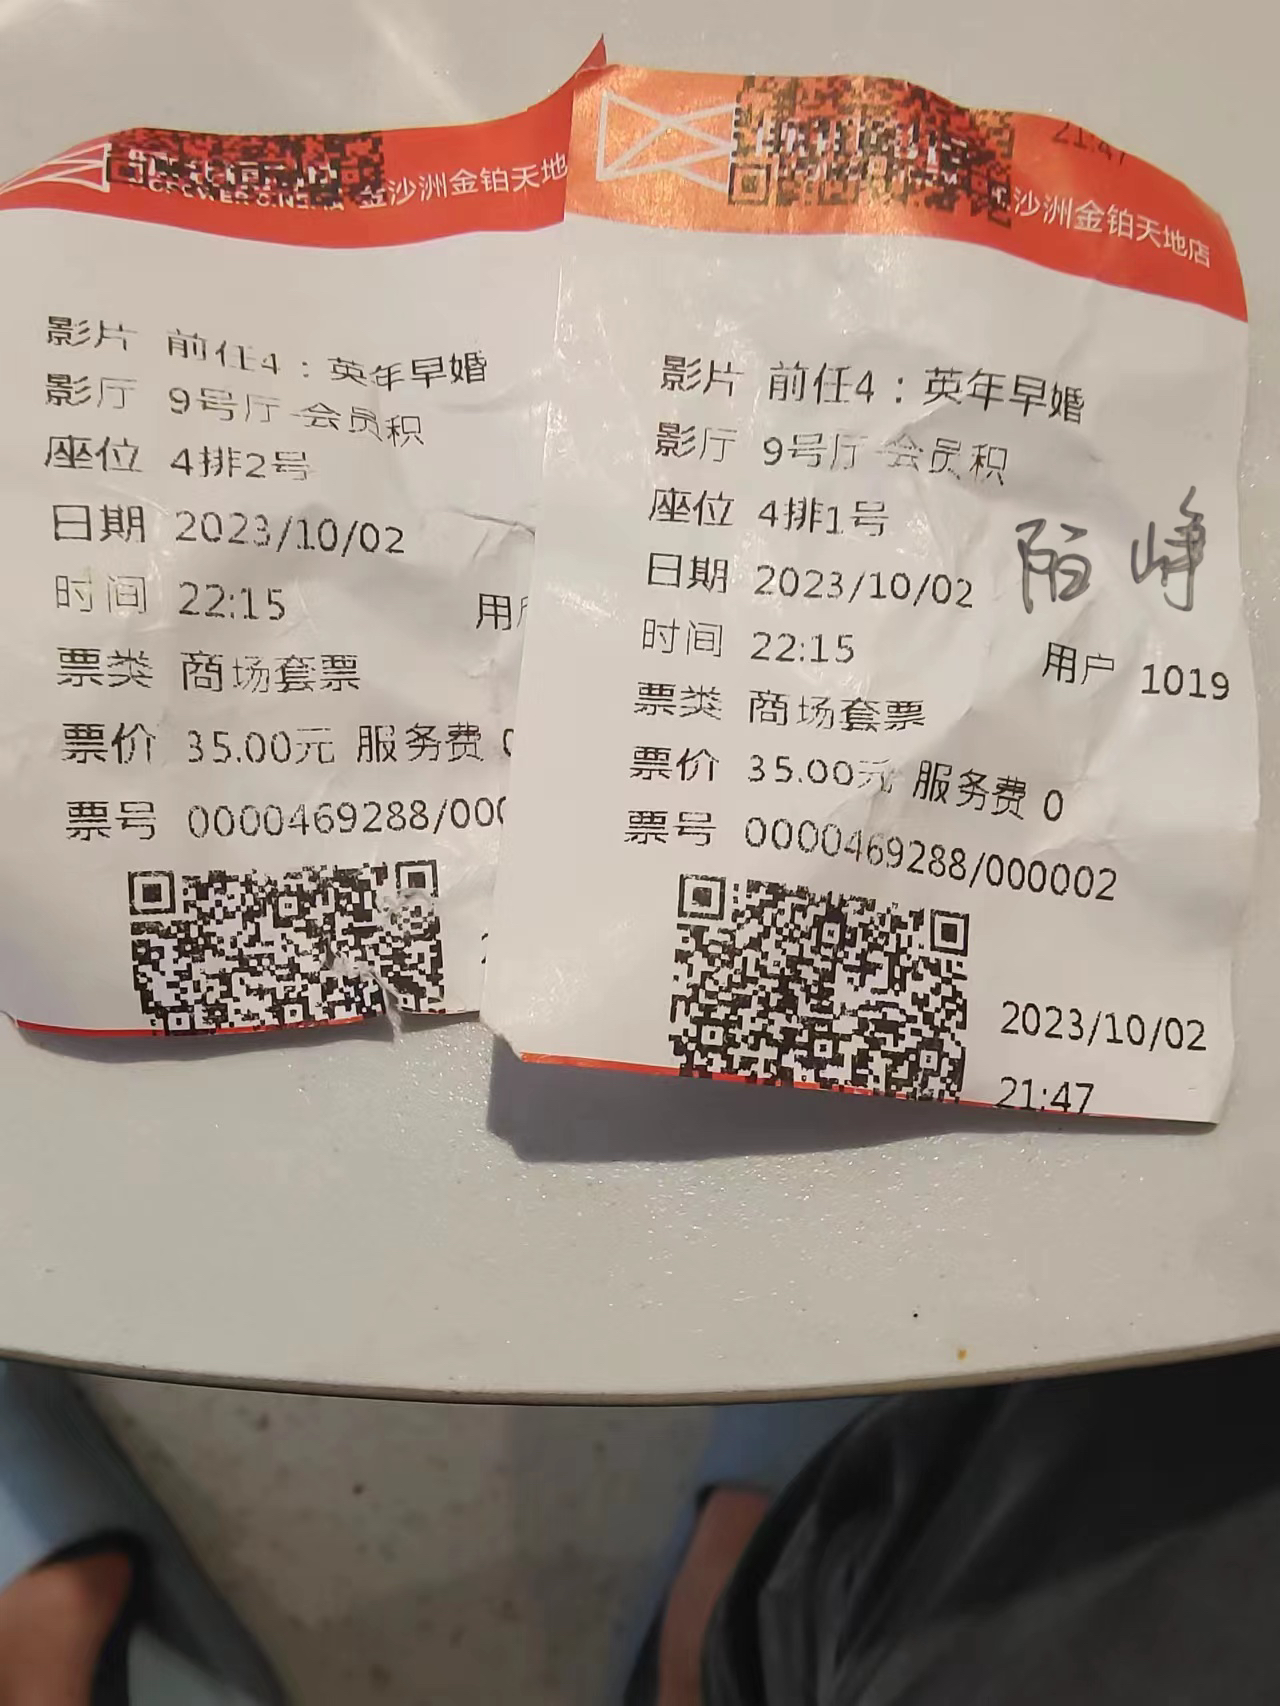 金沙洲金铂天地
影片 前任4：英年早婚
影厅 9号厅-会员积
座位 4排2号
日期 2023/10/02
时间 22:15
票类 商场套票
票价 35.00元 服务费
票号 0000469288/000
21:47
沙洲金铂天地店
影片 前任4：英年早婚
影厅 9号厅-会员积
座位 4排1号
陌峥
日期 2023/10/02
时间 22:15
用户 1019
票类 商场套票
票价 35.00元 服务费 0
票号 0000469288/000002
2023/10/02
21:47